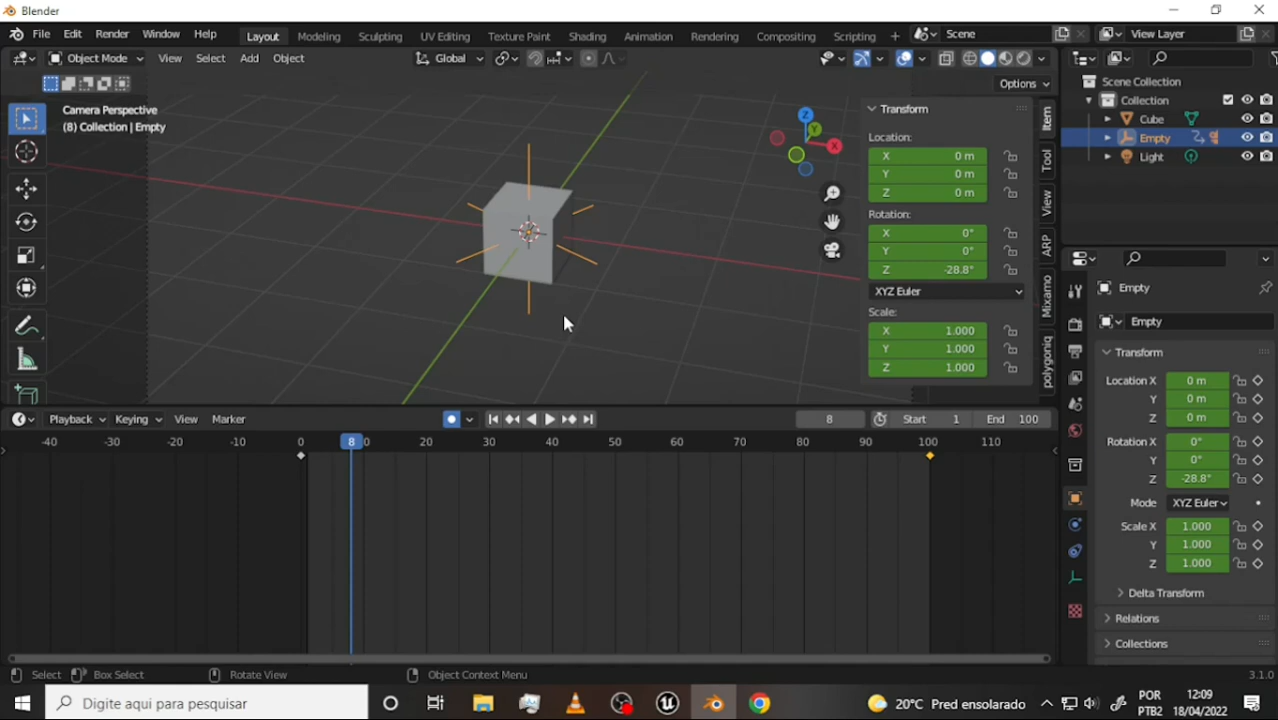 Blender
File Edit Render Window Help Layout Modeling Sculpting UV Editing Texture Paint Shading Animation Rendering Compositing Scripting + Scene View Layer
Object Mode View Select Add Object Global
Options
Camera Perspective
(8) Collection | Empty
Z
Y
X
Transform
Location:
X 0 m
Y 0 m
Z 0 m
Rotation:
X 0°
Y 0°
Z -28.8°
XYZ Euler
Scale:
X 1.000
Y 1.000
Z 1.000
Item
Tool
View
ARP
Mixamo
polygoniq
Scene Collection
Collection
Cube
Empty
Light
Empty
Empty
Transform
Location X 0 m
Y 0 m
Z 0 m
Rotation X 0°
Y 0°
Z -28.8°
Mode XYZ Euler
Scale X 1.000
Y 1.000
Z 1.000
Delta Transform
Relations
Collections
Playback Keying View Marker 8 Start 1 End 100
-40 -30 -20 -10 0 8 0 20 30 40 50 60 70 80 90 100 110
Select Box Select Rotate View Object Context Menu 3.1.0
Digite aqui para pesquisar
20°C Pred ensolarado
POR
PTB2
12:09
18/04/2022